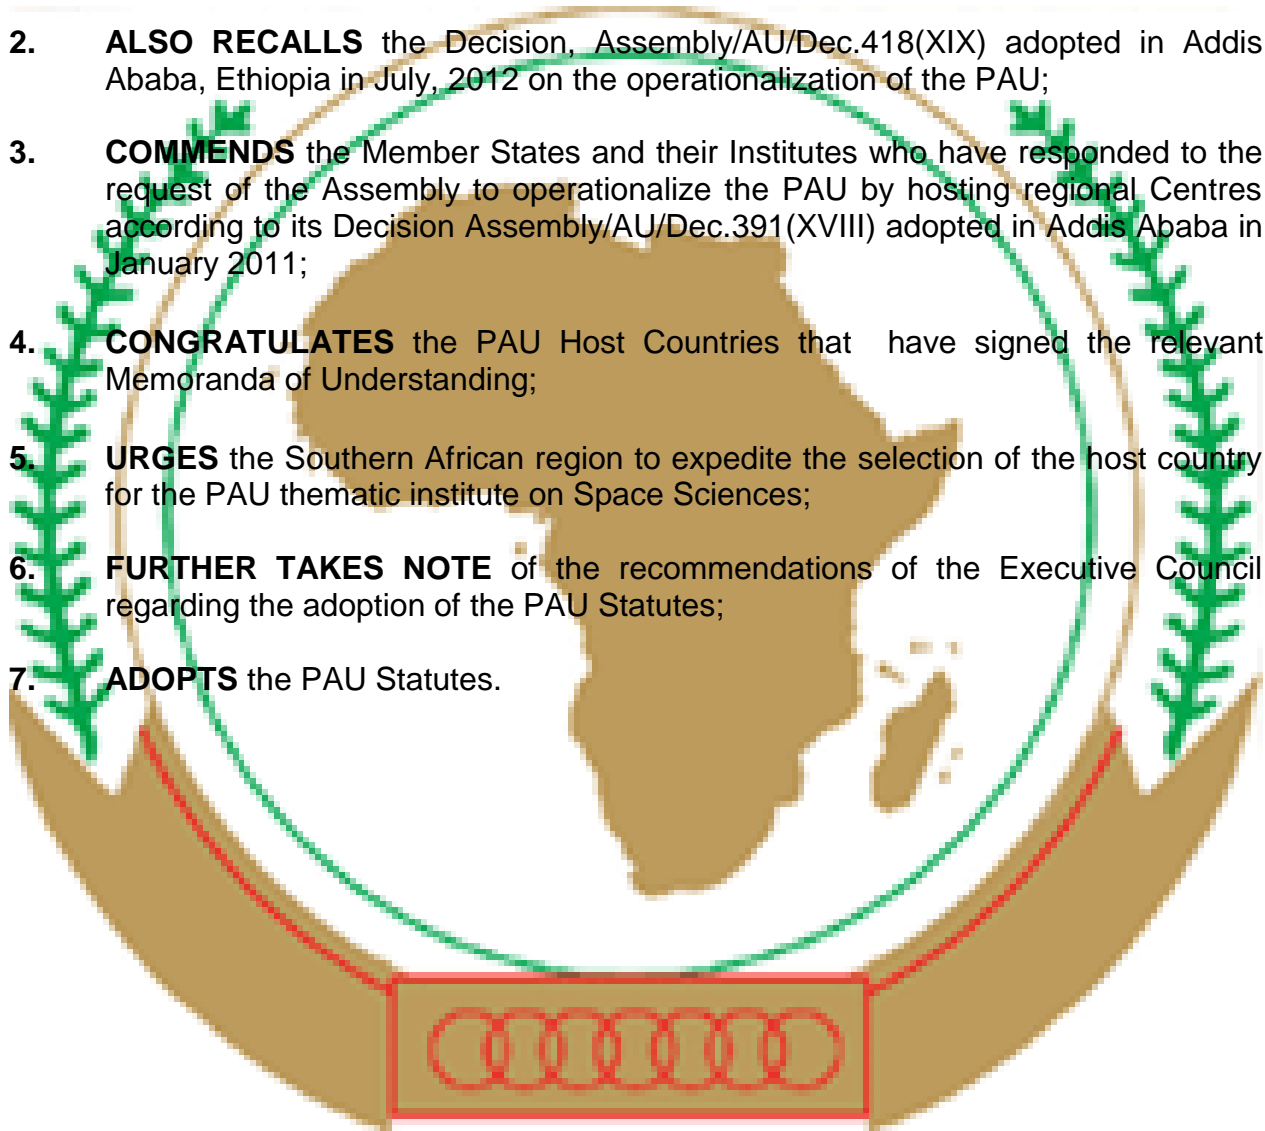 2. ALSO RECALLS the Decision, Assembly/AU/Dec.418(XIX) adopted in Addis
Ababa, Ethiopia in July, 2012 on the operationalization of the PAU;
3. COMMENDS the Member States and their Institutes who have responded to the
request of the Assembly to operationalize the PAU by hosting regional Centres
according to its Decision Assembly/AU/Dec.391(XVIII) adopted in Addis Ababa in
January 2011;
4. CONGRATULATES the PAU Host Countries that have signed the relevant
Memoranda of Understanding;
5. URGES the Southern African region to expedite the selection of the host country
for the PAU thematic institute on Space Sciences;
6. FURTHER TAKES NOTE of the recommendations of the Executive Council
regarding the adoption of the PAU Statutes;
7. ADOPTS the PAU Statutes.